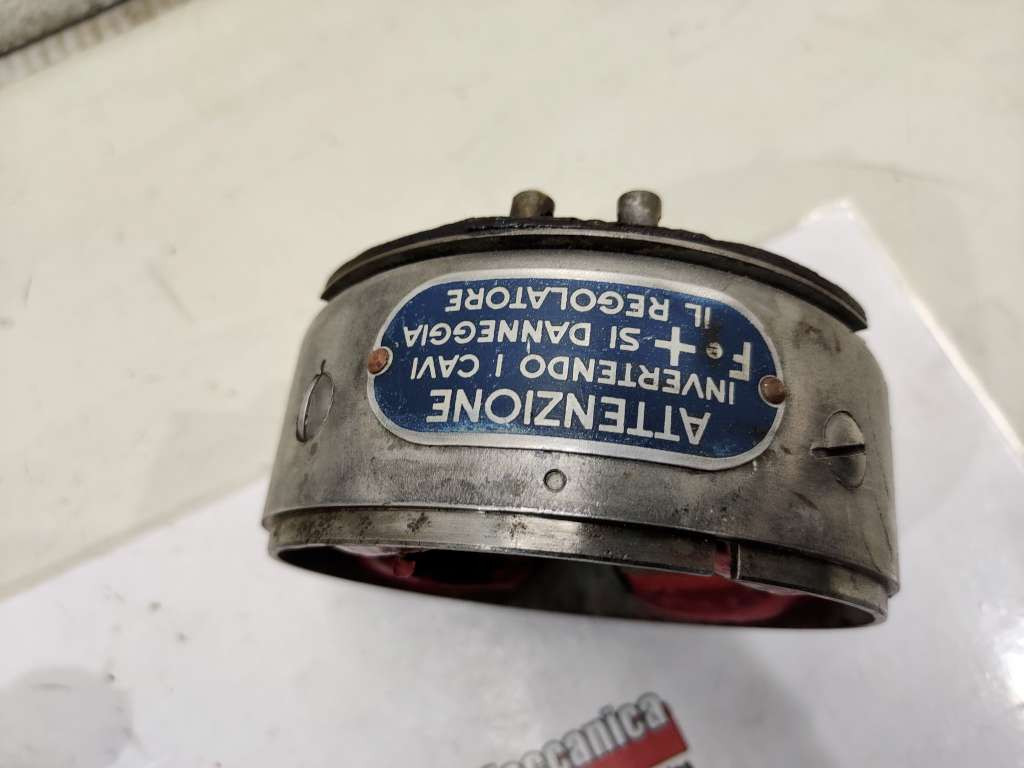 ATTENZIONE
INVERTENDO I CAVI
F e + SI DANNEGGIA
IL REGOLATORE